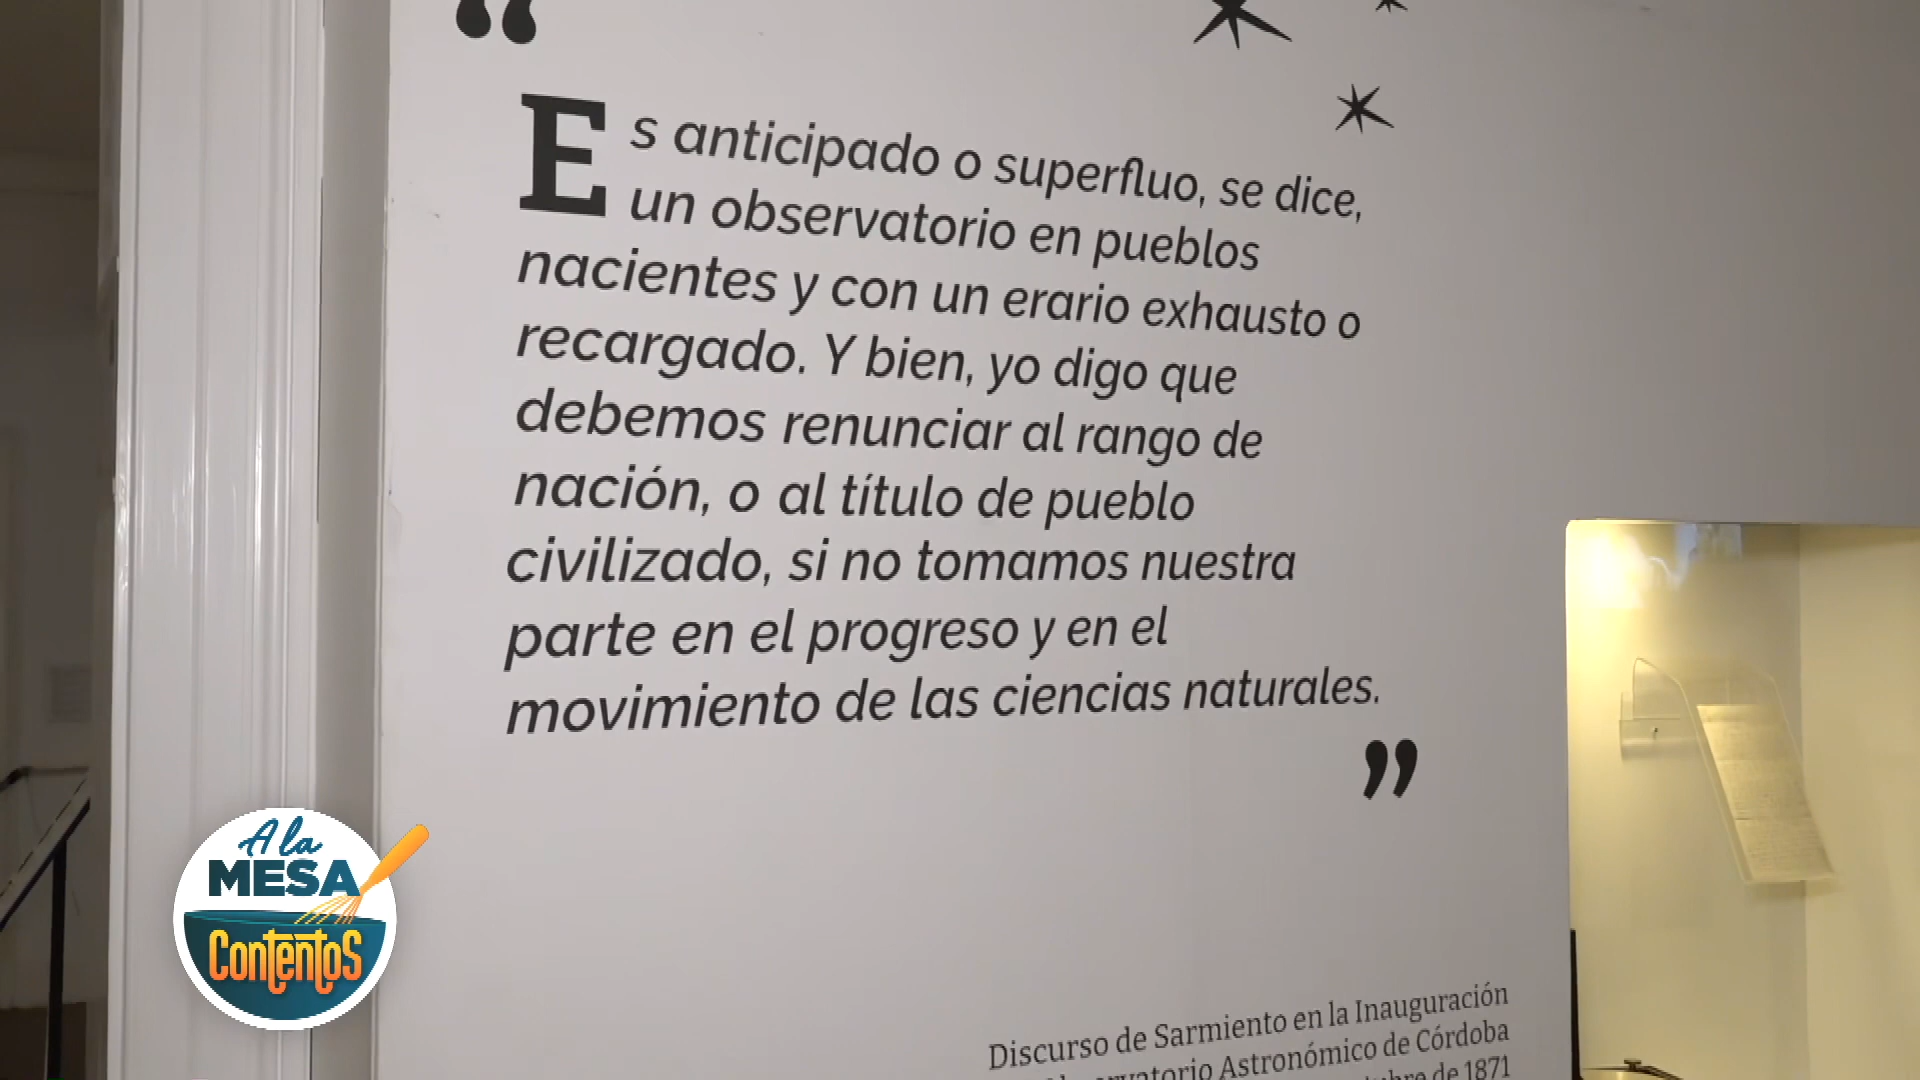 “
Es anticipado o superfluo, se dice,
un observatorio en pueblos
nacientes y con un erario exhausto o
recargado. Y bien, yo digo que
debemos renunciar al rango de
nación, o al título de pueblo
civilizado, si no tomamos nuestra
parte en el progreso y en el
movimiento de las ciencias naturales.
”
A la
MESA
Contentos
Discurso de Sarmiento en la Inauguración
Astronómico de Córdoba
de 1871